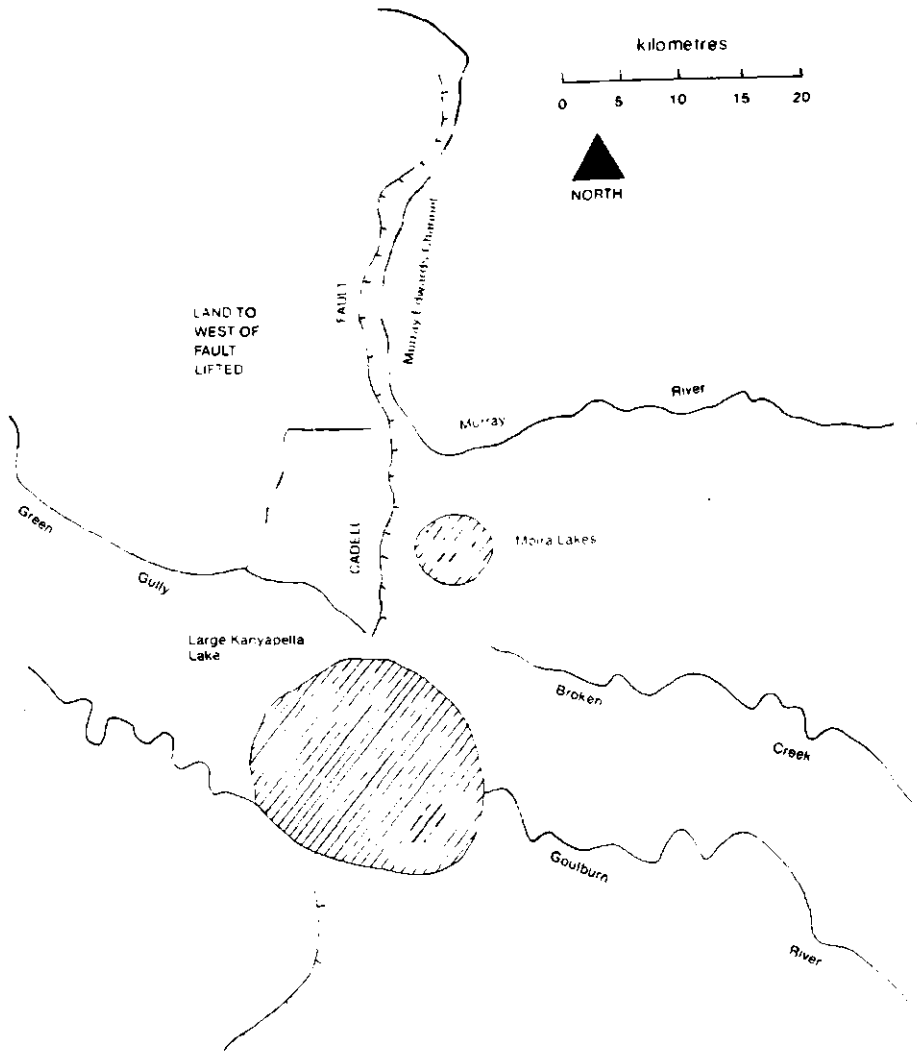 kilometres
0 5 10 15 20
NORTH
Murray Edwards Channel
FAULT
LAND TO
WEST OF
FAULT
LIFTED
Murray River
Green
Gully
CADELL
Moira Lakes
Large Kanyapella
Lake
Broken
Creek
Goulburn
River